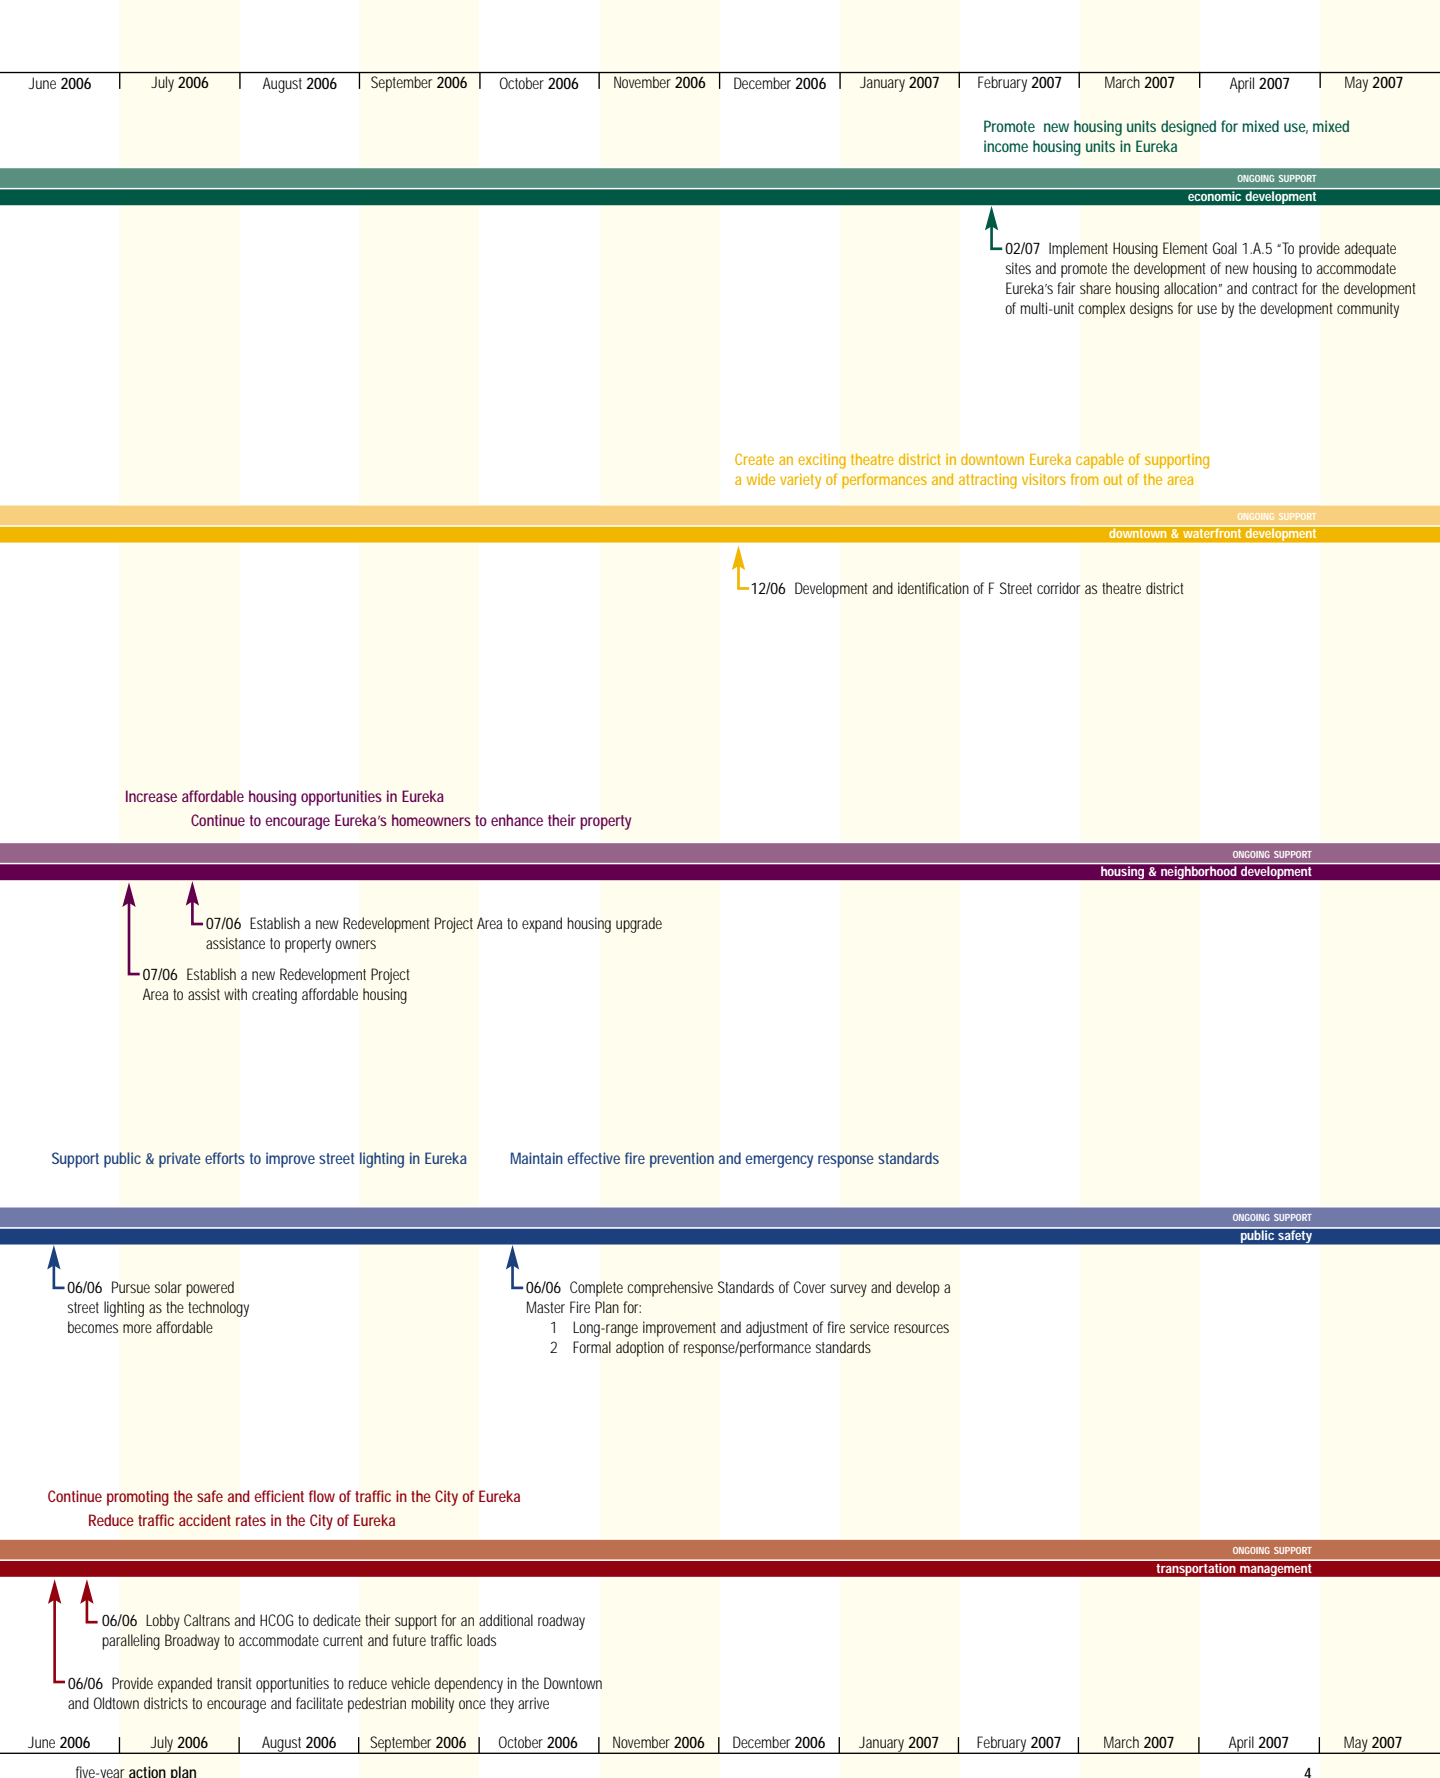 June 2006 July 2006 August 2006 September 2006 October 2006 November 2006 December 2006 January 2007 February 2007 March 2007 April 2007 May 2007
Promote new housing units designed for mixed use, mixed
income housing units in Eureka
ONGOING SUPPORT
economic development
02/07 Implement Housing Element Goal 1.A.5 “To provide adequate
sites and promote the development of new housing to accommodate
Eureka’s fair share housing allocation” and contract for the development
of multi-unit complex designs for use by the development community
Create an exciting theatre district in downtown Eureka capable of supporting
a wide variety of performances and attracting visitors from out of the area
ONGOING SUPPORT
downtown & waterfront development
12/06 Development and identification of F Street corridor as theatre district
Increase affordable housing opportunities in Eureka
Continue to encourage Eureka’s homeowners to enhance their property
ONGOING SUPPORT
housing & neighborhood development
07/06 Establish a new Redevelopment Project Area to expand housing upgrade
assistance to property owners
07/06 Establish a new Redevelopment Project
Area to assist with creating affordable housing
Support public & private efforts to improve street lighting in Eureka
Maintain effective fire prevention and emergency response standards
ONGOING SUPPORT
public safety
06/06 Pursue solar powered
street lighting as the technology
becomes more affordable
06/06 Complete comprehensive Standards of Cover survey and develop a
Master Fire Plan for:
1 Long-range improvement and adjustment of fire service resources
2 Formal adoption of response/performance standards
Continue promoting the safe and efficient flow of traffic in the City of Eureka
Reduce traffic accident rates in the City of Eureka
ONGOING SUPPORT
transportation management
06/06 Lobby Caltrans and HCOG to dedicate their support for an additional roadway
paralleling Broadway to accommodate current and future traffic loads
06/06 Provide expanded transit opportunities to reduce vehicle dependency in the Downtown
and Oldtown districts to encourage and facilitate pedestrian mobility once they arrive
June 2006 July 2006 August 2006 September 2006 October 2006 November 2006 December 2006 January 2007 February 2007 March 2007 April 2007 May 2007
five-year action plan 4